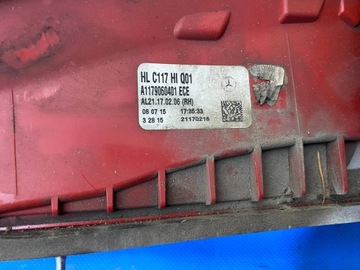 HL C117 HI Q01
A1179060401 ECE
AL21.17.02.06 (RH)
08 07 15 17:35:33
3 28 15 21170216